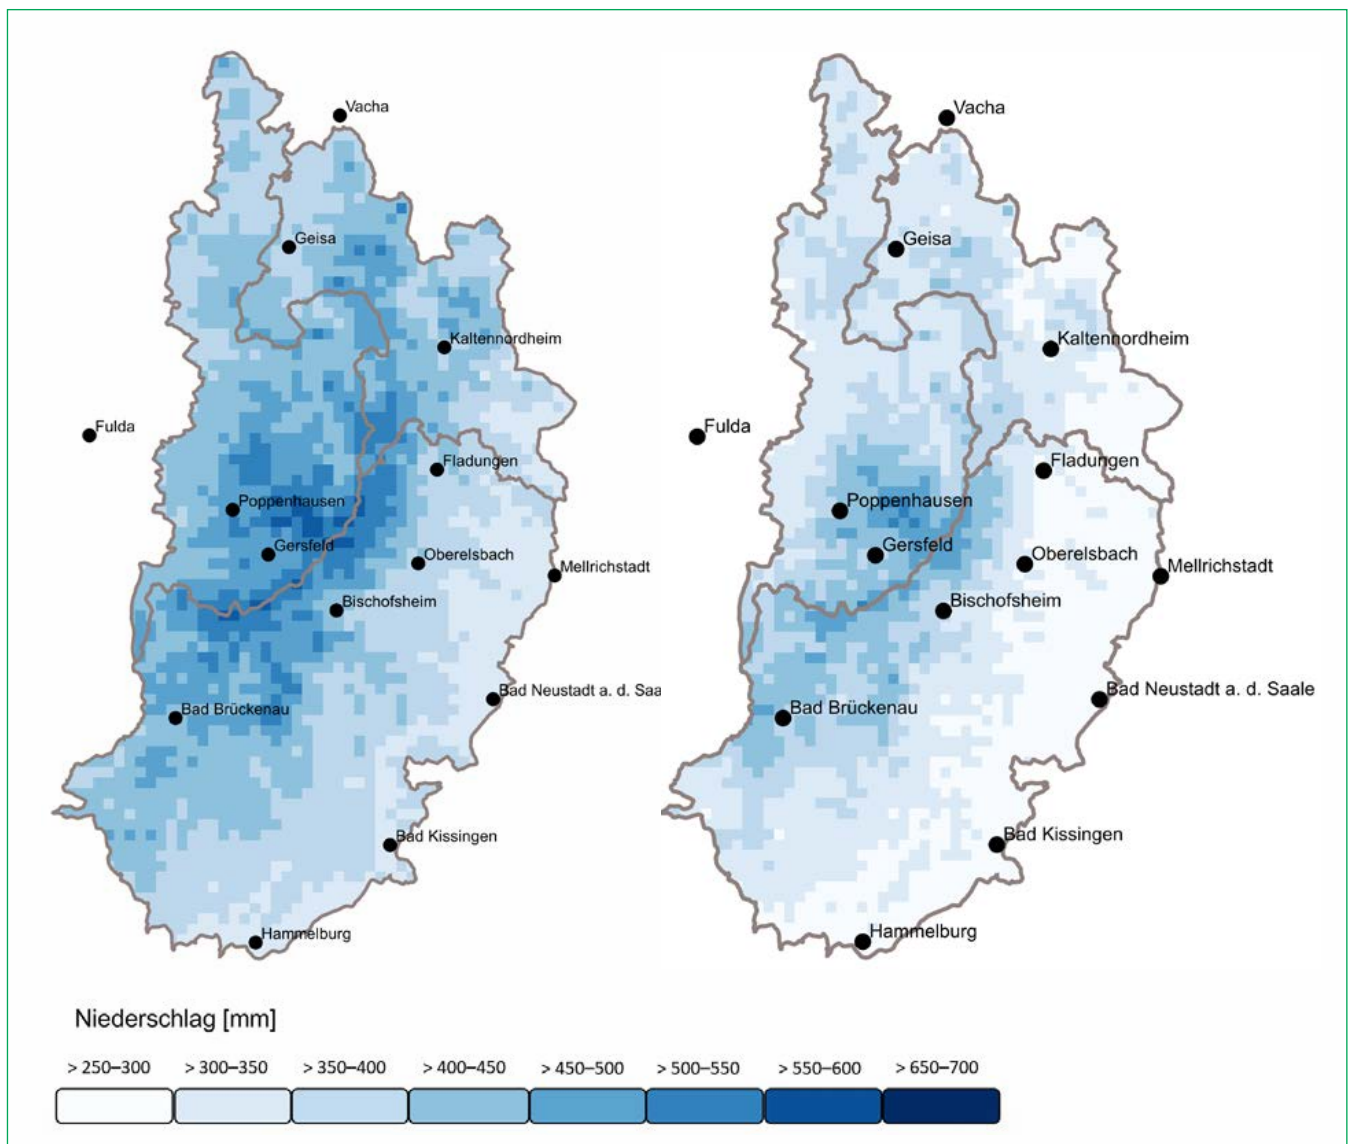 Vacha
Geisa
Kaltennordheim
Fulda
Fladungen
Poppenhausen
Gersfeld
Oberelsbach
Mellrichstadt
Bischofsheim
Bad Neustadt a. d. Saa
Bad Brückenau
Bad Kissingen
Hammelburg
Vacha
Geisa
Kaltennordheim
Fulda
Fladungen
Poppenhausen
Gersfeld
Oberelsbach
Mellrichstadt
Bischofsheim
Bad Neustadt a. d. Saale
Bad Brückenau
Bad Kissingen
Hammelburg
Niederschlag [mm]
> 250–300 > 300–350 > 350–400 > 400–450 > 450–500 > 500–550 > 550–600 > 650–700